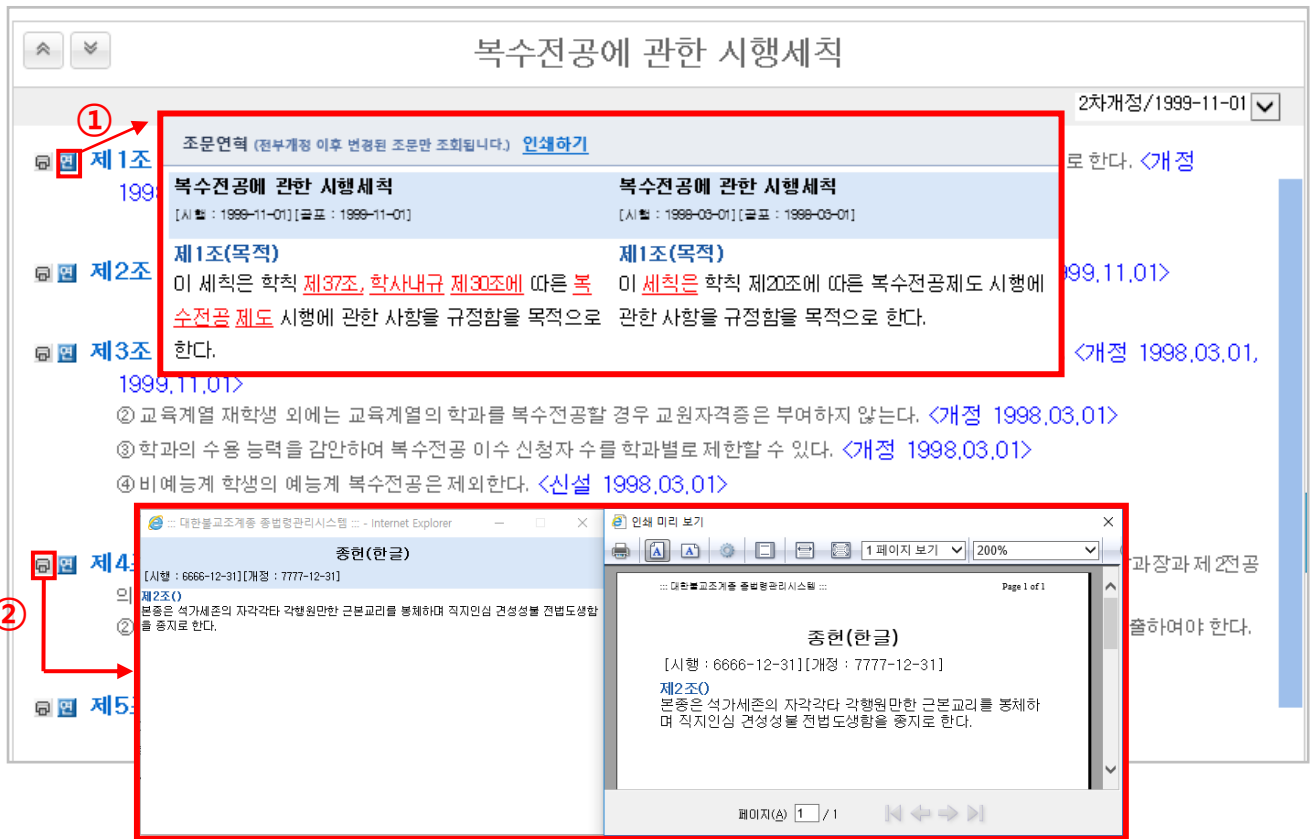 복수전공에 관한 시행세칙
2차개정/1999-11-01
①
연 제1조
로 한다. <개정
199
조문연혁 (전부개정 이후 변경된 조문만 조회됩니다.) 인쇄하기
복수전공에 관한 시행세칙
[시행 : 1999-11-01][공포 : 1999-11-01]
제1조(목적)
이 세칙은 학칙 제37조, 학사내규 제30조에 따른 복
수전공 제도 시행에 관한 사항을 규정함을 목적으로
한다.
복수전공에 관한 시행세칙
[시행 : 1998-03-01][공포 : 1998-03-01]
제1조(목적)
이 세칙은 학칙 제20조에 따른 복수전공제도 시행에
관한 사항을 규정함을 목적으로 한다.
연 제2조
999,11,01>
연 제3조
<개정 1998,03,01,
1999,11,01>
② 교육계열 재학생 외에는 교육계열의 학과를 복수전공할 경우 교원자격증은 부여하지 않는다. <개정 1998,03,01>
③ 학과의 수용 능력을 감안하여 복수전공 이수 신청자 수를 학과별로 제한할 수 있다. <개정 1998,03,01>
④ 비예능계 학생의 예능계 복수전공은 제외한다. <신설 1998,03,01>
연 제4조
과장과 제2전공
의
②
출하여야 한다.
②
연 제5조
::: 대한불교조계종 종법령관리시스템 ::: - Internet Explorer
종헌(한글)
[시행 : 6666-12-31][개정 : 7777-12-31]
제2조()
본종은 석가세존의 자각각타 각행원만한 근본교리를 봉체하며 직지인심 견성성불 전법도생함
을 종지로 한다.
인쇄 미리 보기
1 페이지 보기
200%
::: 대한불교조계종 종법령관리시스템 :::
Page 1 of 1
종헌(한글)
[시행 : 6666-12-31][개정 : 7777-12-31]
제2조()
본종은 석가세존의 자각각타 각행원만한 근본교리를 봉체하
며 직지인심 견성성불 전법도생함을 종지로 한다.
페이지(A) 1 / 1